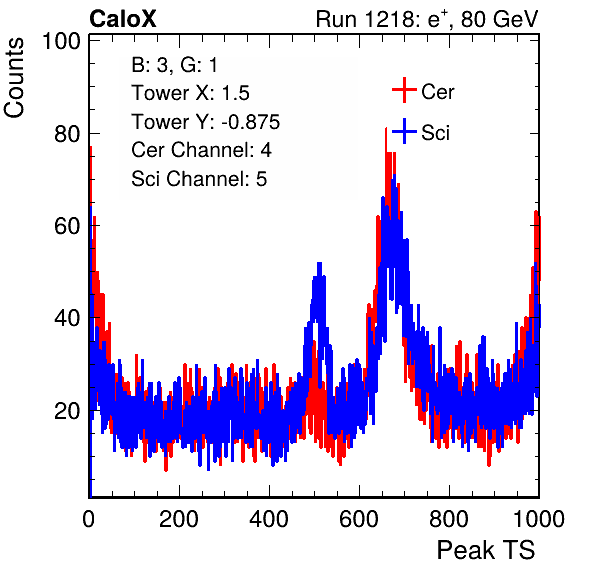 CaloX Run 1218: e⁺, 80 GeV
Counts
100
80
60
40
20
B: 3, G: 1
Tower X: 1.5
Tower Y: -0.875
Cer Channel: 4
Sci Channel: 5
Cer
Sci
0 200 400 600 800 1000
Peak TS